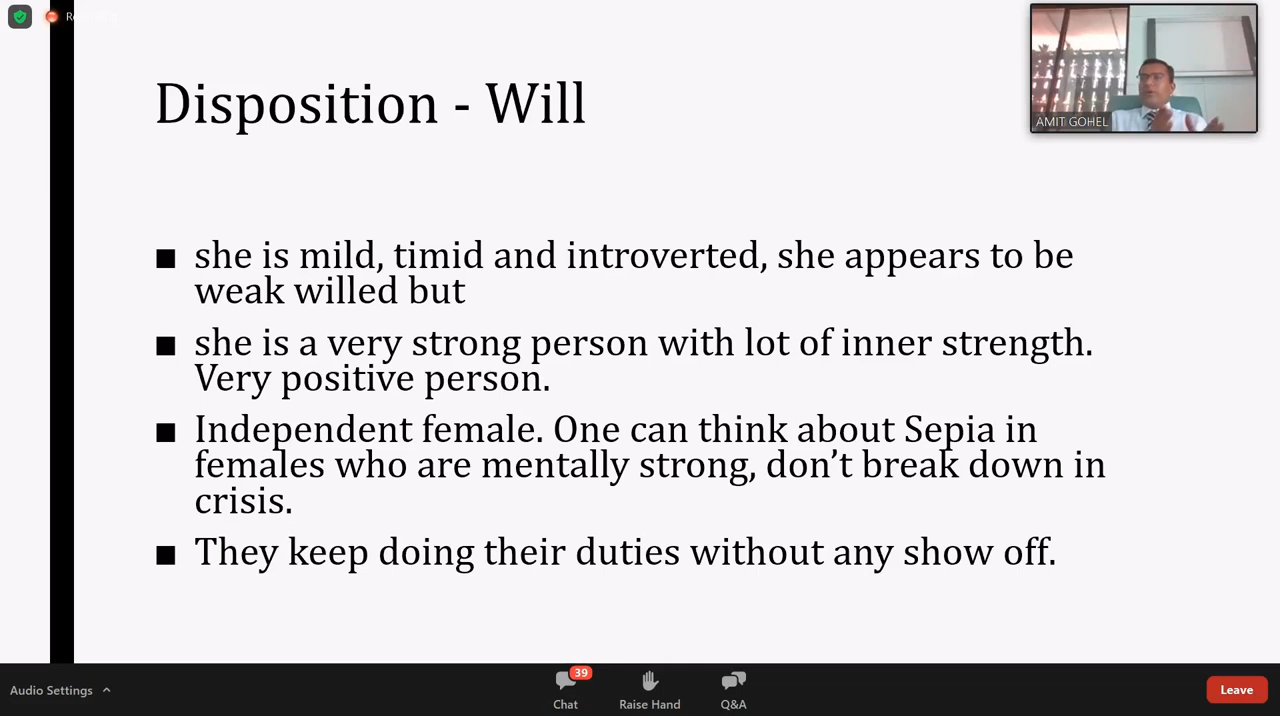 Disposition - Will
AMIT GOHEL
■ she is mild, timid and introverted, she appears to be
weak willed but
■ she is a very strong person with lot of inner strength.
Very positive person.
■ Independent female. One can think about Sepia in
females who are mentally strong, don’t break down in
crisis.
■ They keep doing their duties without any show off.
Audio Settings
39
Chat
Raise Hand
Q&A
Leave